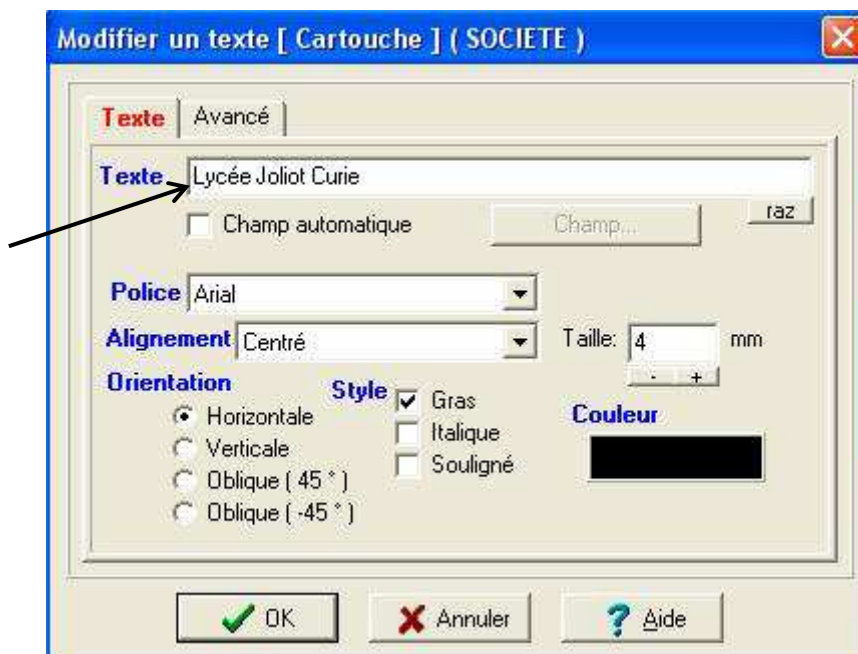 Modifier un texte [ Cartouche ] ( SOCIETE )
Texte Avancé
Texte Lycée Joliot Curie
Champ automatique Champ... raz
Police Arial
Alignement Centré Taille: 4 mm
- +
Orientation Style Gras
Horizontale Italique Couleur
Verticale Souligné
Oblique ( 45 ° )
Oblique ( -45 ° )
OK Annuler ? Aide